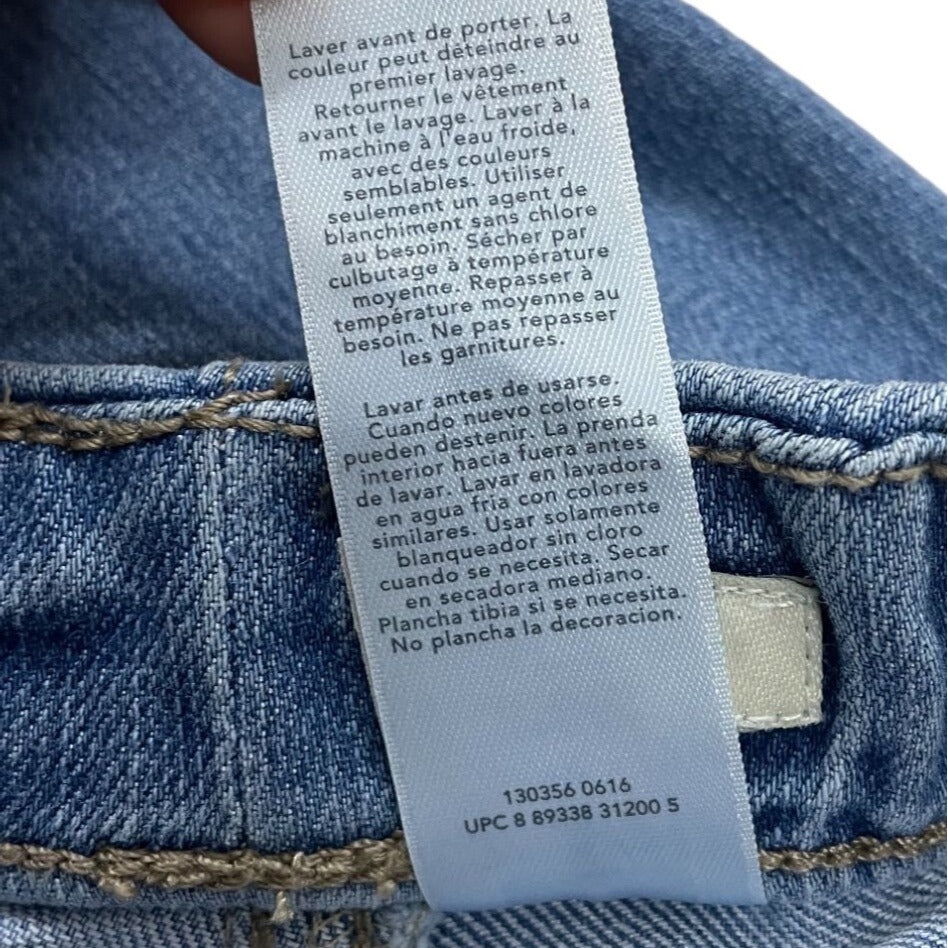 Laver avant de porter. La
couleur peut déteindre au
premier lavage.
Retourner le vêtement
avant le lavage. Laver à la
machine à l'eau froide,
avec des couleurs
semblables. Utiliser
seulement un agent de
blanchiment sans chlore
au besoin. Sécher par
culbutage à température
moyenne. Repasser à
température moyenne au
besoin. Ne pas repasser
les garnitures.
Lavar antes de usarse.
Cuando nuevo colores
pueden destenir. La prenda
interior hacia fuera antes
de lavar. Lavar en lavadora
en agua fría con colores
similares. Usar solamente
blanqueador sin cloro
cuando se necesita. Secar
en secadora mediano.
Plancha tibia si se necesita.
No plancha la decoracion.
130356 0616
UPC 8 89338 31200 5